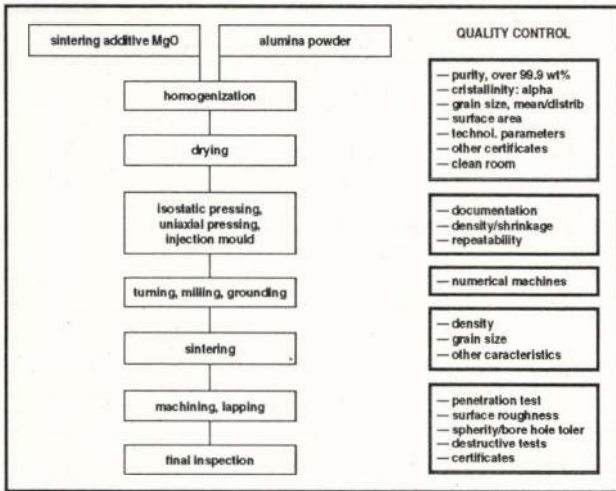 sintering additive MgO
alumina powder
homogenization
drying
isostatic pressing,
uniaxial pressing,
injection mould
turning, milling, grounding
sintering
machining, lapping
final inspection
QUALITY CONTROL
— purity, over 99.9 wt%
— cristallinity: alpha
— grain size, mean/distrib
— surface area
— technol. parameters
— other certificates
— clean room
— documentation
— density/shrinkage
— repeatability
— numerical machines
— density
— grain size
— other caracteristics
— penetration test
— surface roughness
— spherity/bore hole toler
— destructive tests
— certificates